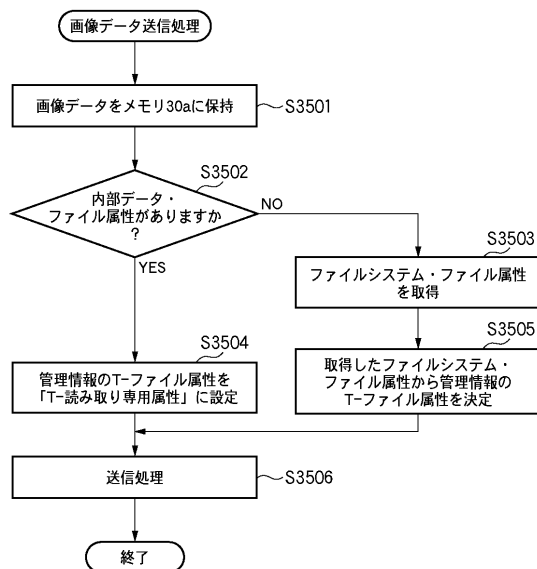 画像データ送信処理
画像データをメモリ30aに保持
S3501
S3502
内部データ・
ファイル属性がありますか
?
NO
YES
S3503
ファイルシステム・ファイル属性
を取得
S3504
管理情報のT-ファイル属性を
「T-読み取り専用属性」に設定
S3505
取得したファイルシステム・
ファイル属性から管理情報の
T-ファイル属性を決定
送信処理
S3506
終了